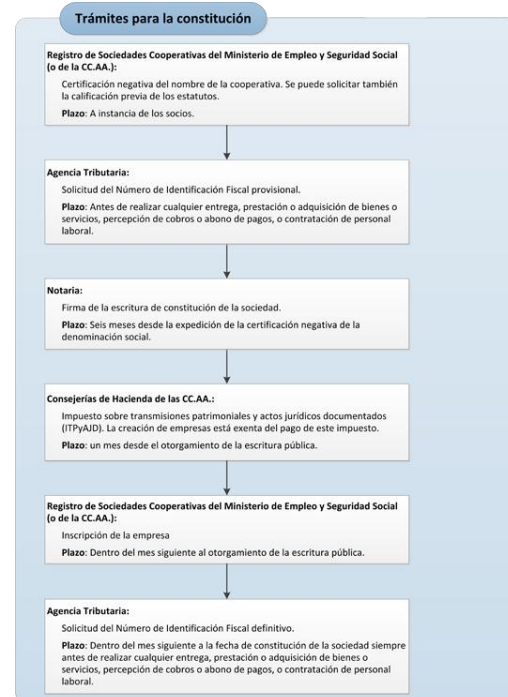 Trámites para la constitución
Registro de Sociedades Cooperativas del Ministerio de Empleo y Seguridad Social
(o de la CC.AA.):
Certificación negativa del nombre de la cooperativa. Se puede solicitar también
la calificación previa de los estatutos.
Plazo: A instancia de los socios.
Agencia Tributaria:
Solicitud del Número de Identificación Fiscal provisional.
Plazo: Antes de realizar cualquier entrega, prestación o adquisición de bienes o
servicios, percepción de cobros o abono de pagos, o contratación de personal
laboral.
Notaria:
Firma de la escritura de constitución de la sociedad.
Plazo: Seis meses desde la expedición de la certificación negativa de la
denominación social.
Consejerías de Hacienda de las CC.AA.:
Impuesto sobre transmisiones patrimoniales y actos jurídicos documentados
(ITPyAJD). La creación de empresas está exenta del pago de este impuesto.
Plazo: un mes desde el otorgamiento de la escritura pública.
Registro de Sociedades Cooperativas del Ministerio de Empleo y Seguridad Social
(o de la CC.AA.):
Inscripción de la empresa
Plazo: Dentro del mes siguiente al otorgamiento de la escritura pública.
Agencia Tributaria:
Solicitud del Número de Identificación Fiscal definitivo.
Plazo: Dentro del mes siguiente a la fecha de constitución de la sociedad siempre
antes de realizar cualquier entrega, prestación o adquisición de bienes o
servicios, percepción de cobros o abono de pagos, o contratación de personal
laboral.